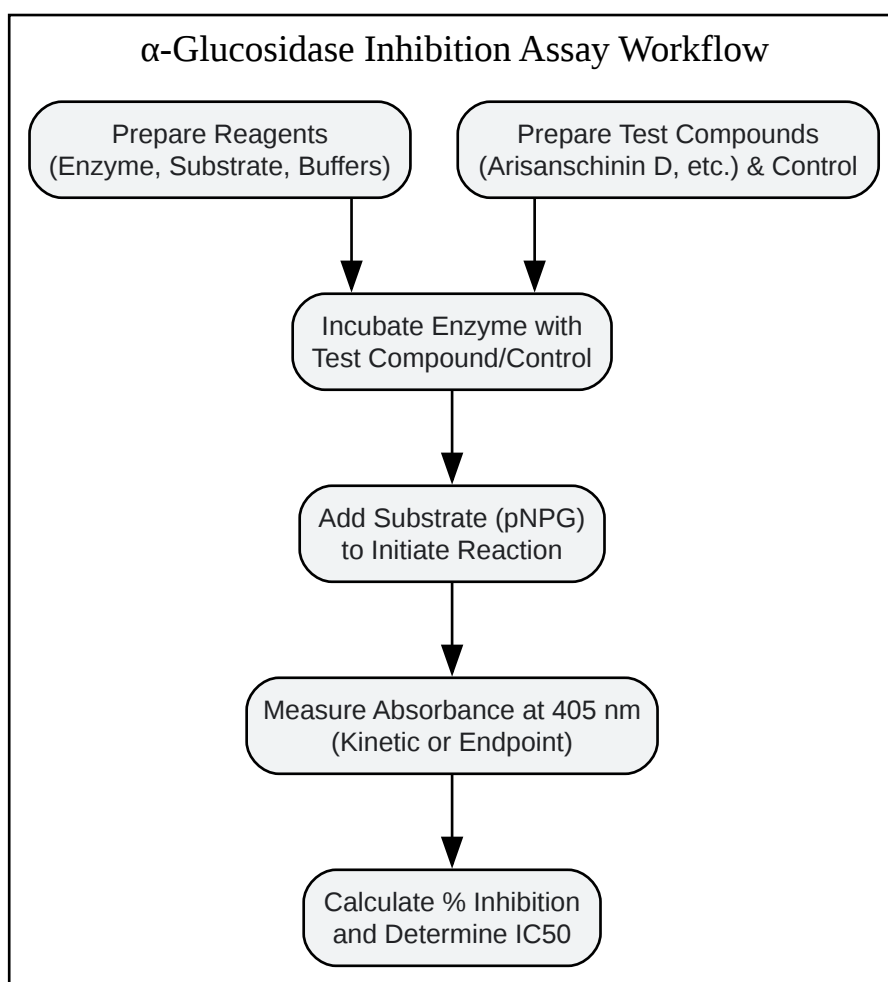 α-Glucosidase Inhibition Assay Workflow
Prepare Reagents
(Enzyme, Substrate, Buffers)
Prepare Test Compounds
(Arisanschinin D, etc.) & Control
Incubate Enzyme with
Test Compound/Control
Add Substrate (pNPG)
to Initiate Reaction
Measure Absorbance at 405 nm
(Kinetic or Endpoint)
Calculate % Inhibition
and Determine IC50